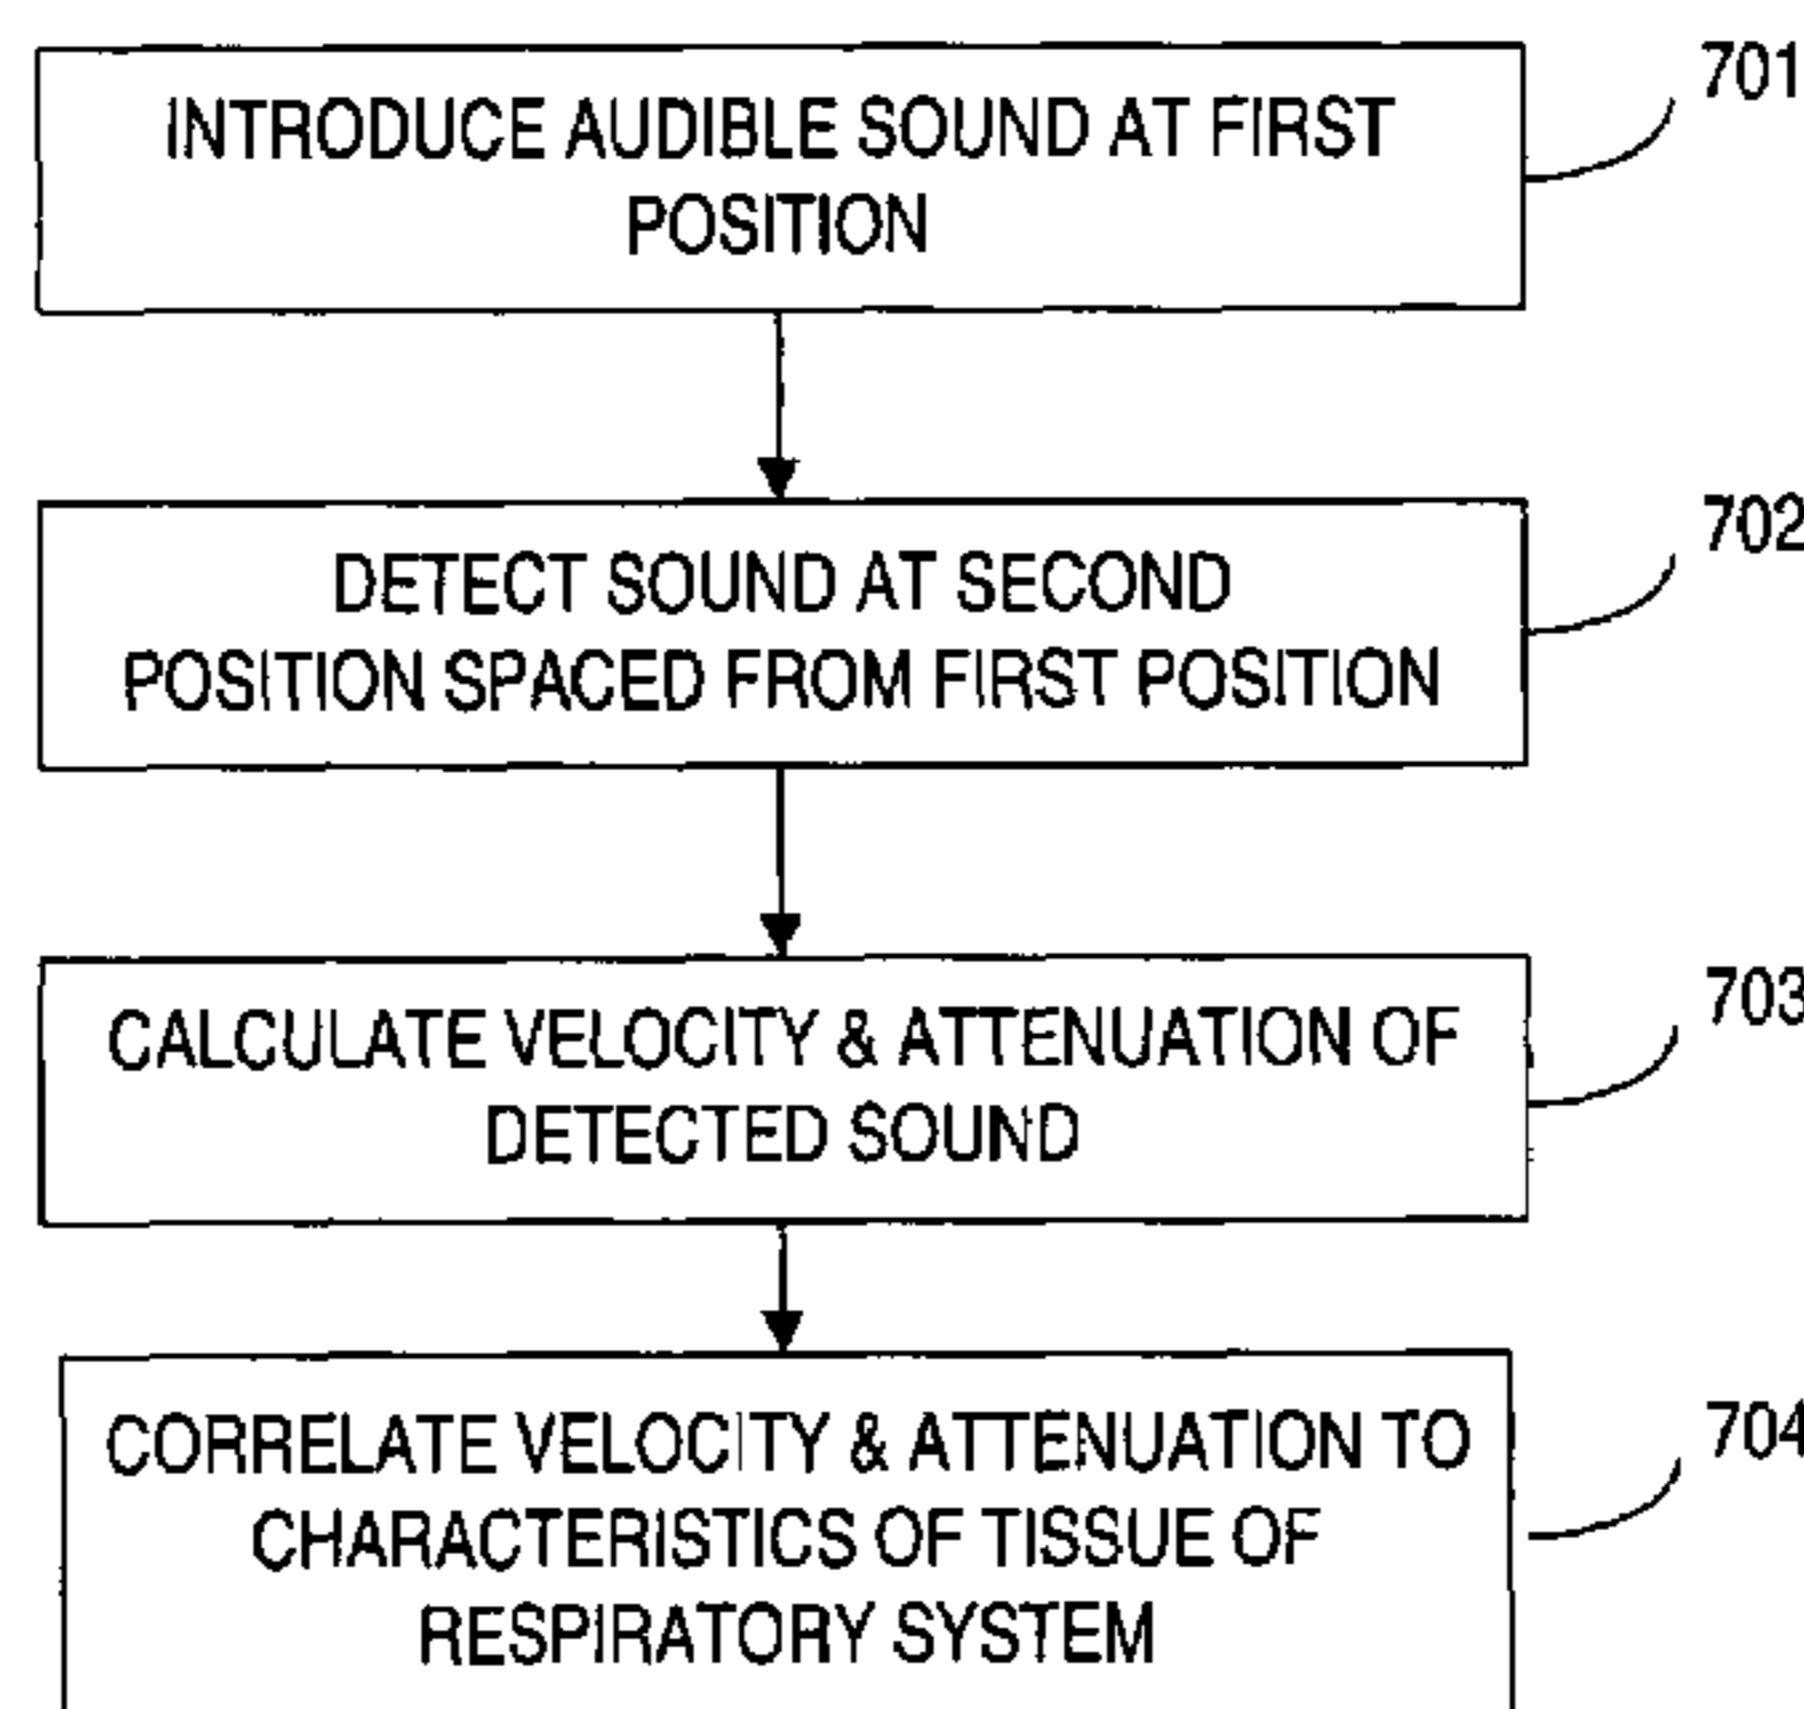 INTRODUCE AUDIBLE SOUND AT FIRST
POSITION
701
DETECT SOUND AT SECOND
POSITION SPACED FROM FIRST POSITION
702
CALCULATE VELOCITY & ATTENUATION OF
DETECTED SOUND
703
CORRELATE VELOCITY & ATTENUATION TO
CHARACTERISTICS OF TISSUE OF
RESPIRATORY SYSTEM
704